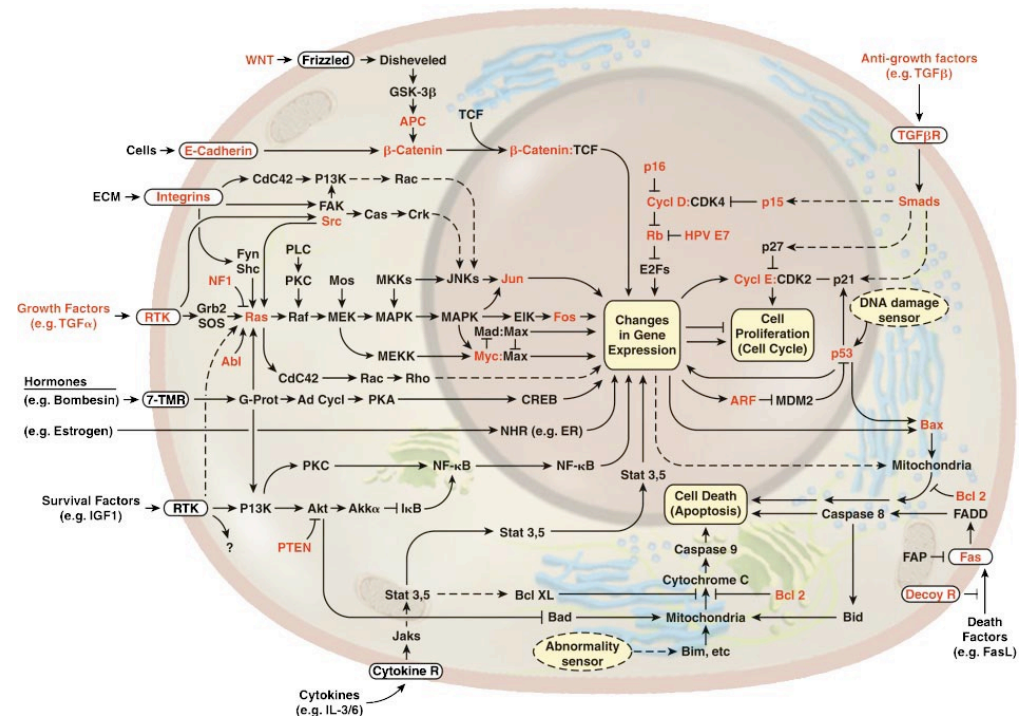 WNT
Frizzled
Disheveled
GSK-3β
APC
TCF
Cells
E-Cadherin
β-Catenin
β-Catenin:TCF
ECM
Integrins
CdC42
P13K
Rac
FAK
Src
Cas
Crk
Fyn
Shc
PLC
PKC
NF1
Mos
MKKs
JNKs
Jun
Growth Factors
(e.g. TGFα)
RTK
Grb2
SOS
Ras
Raf
MEK
MAPK
MAPK
ElK
Fos
Mad:Max
MEKK
Myc:Max
Abl
CdC42
Rac
Rho
Hormones
(e.g. Bombesin)
7-TMR
G-Prot
Ad Cycl
PKA
CREB
(e.g. Estrogen)
NHR (e.g. ER)
PKC
NF-κB
NF-κB
Stat 3,5
Survival Factors
(e.g. IGF1)
RTK
P13K
Akt
Akkα
IκB
?
PTEN
Stat 3,5
Stat 3,5
Bcl XL
Jaks
Cytokine R
Cytokines
(e.g. IL-3/6)
Bad
Abnormality
sensor
Bim, etc
Mitochondria
Cytochrome C
Caspase 9
Cell Death
(Apoptosis)
Bcl 2
Bid
Caspase 8
FADD
FAP
Fas
Decoy R
Death
Factors
(e.g. FasL)
Bcl 2
Mitochondria
Bax
Changes
in Gene
Expression
Cell
Proliferation
(Cell Cycle)
ARF
MDM2
p53
DNA damage
sensor
p21
Cycl E:CDK2
p27
E2Fs
Rb
HPV E7
Cycl D:CDK4
p15
p16
Smads
TGFβR
Anti-growth factors
(e.g. TGFβ)